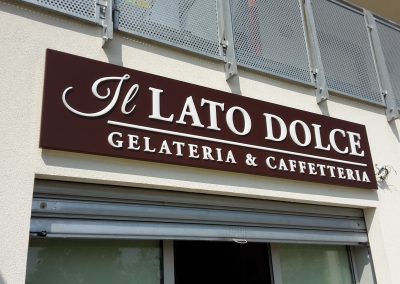 Il LATO DOLCE
GELATERIA & CAFFETTERIA